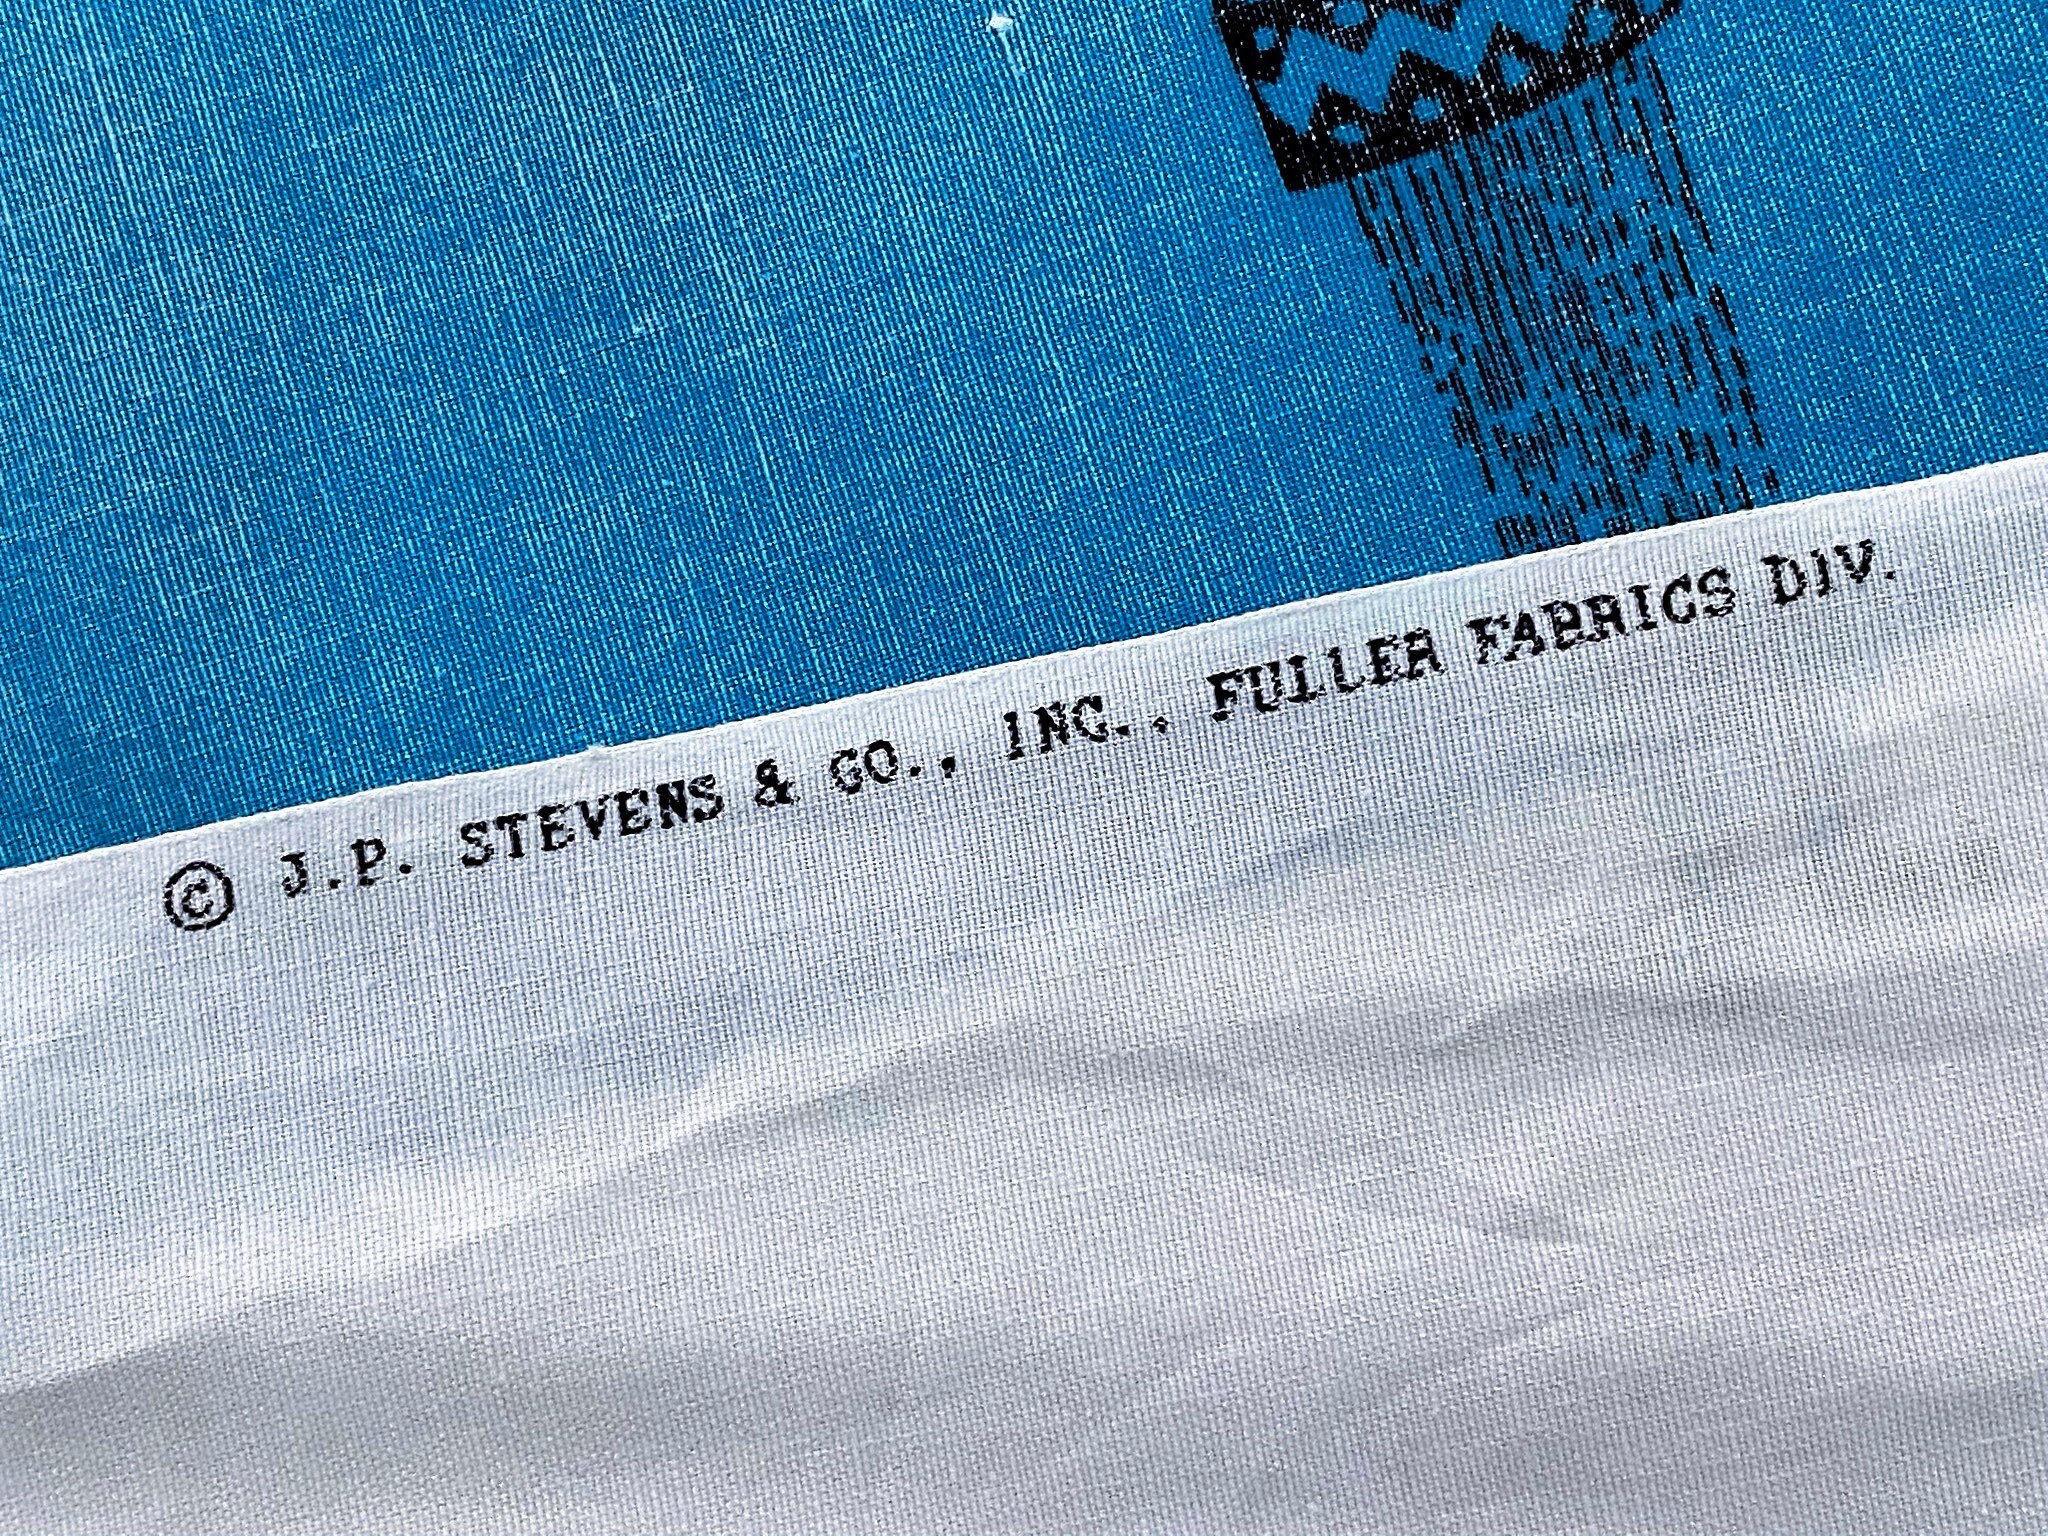 © J.P. STEVENS & CO., INC., FULLER FABRICS DIV.